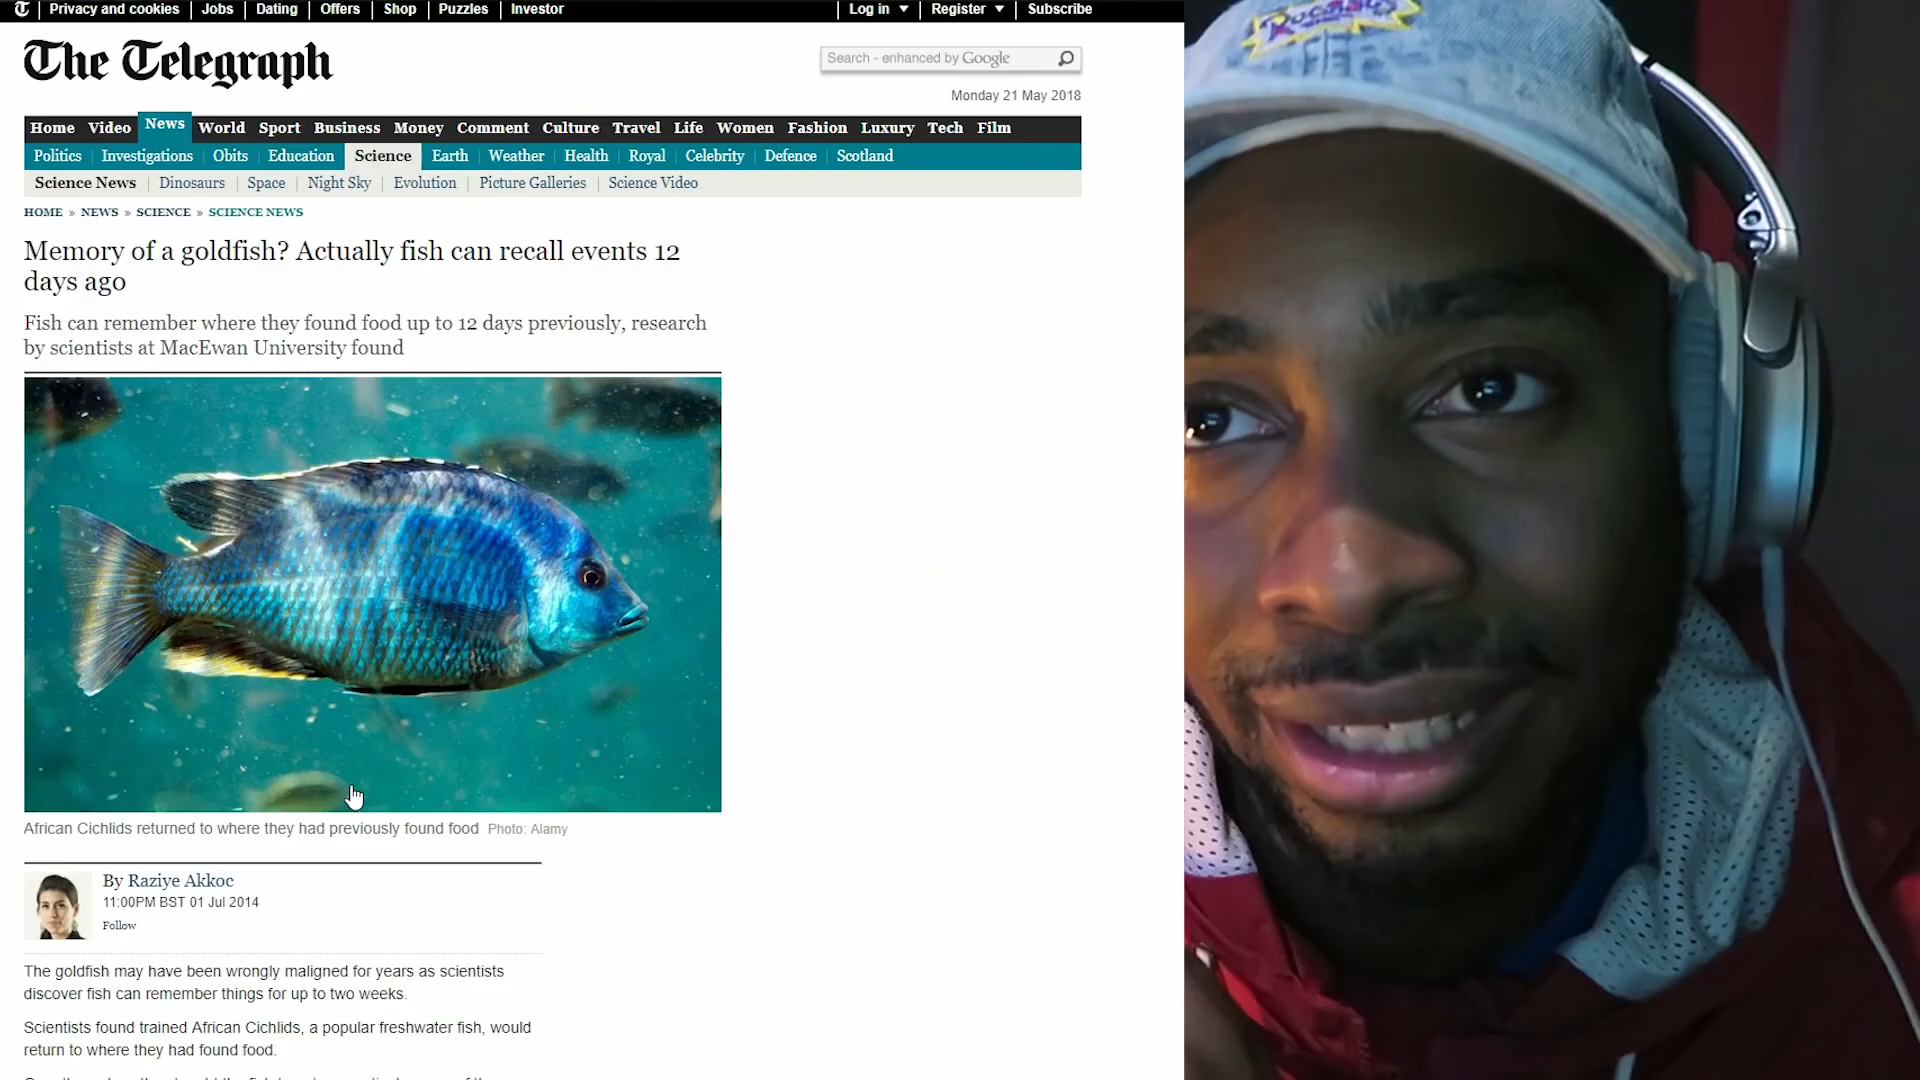 Privacy and cookies Jobs Dating Offers Shop Puzzles Investor Log in Register Subscribe
The Telegraph
Search - enhanced by Google
Monday 21 May 2018
Home Video News World Sport Business Money Comment Culture Travel Life Women Fashion Luxury Tech Film
Politics Investigations Obits Education Science Earth Weather Health Royal Celebrity Defence Scotland
Science News Dinosaurs Space Night Sky Evolution Picture Galleries Science Video
HOME » NEWS » SCIENCE » SCIENCE NEWS
Memory of a goldfish? Actually fish can recall events 12
days ago
Fish can remember where they found food up to 12 days previously, research
by scientists at MacEwan University found
African Cichlids returned to where they had previously found food Photo: Alamy
By Raziye Akkoc
11:00PM BST 01 Jul 2014
Follow
The goldfish may have been wrongly maligned for years as scientists
discover fish can remember things for up to two weeks.
Scientists found trained African Cichlids, a popular freshwater fish, would
return to where they had found food.